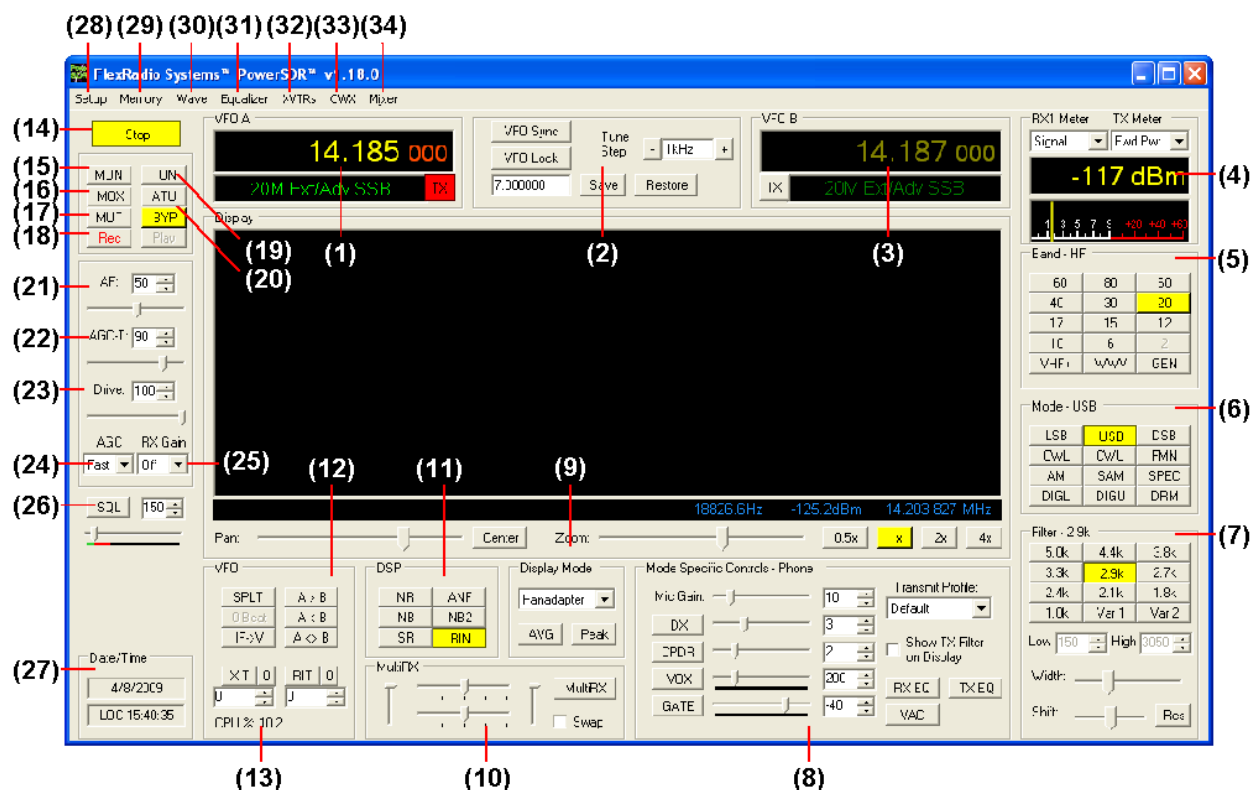 (28) (29) (30) (31) (32) (33) (34)
FlexRadio Systems™ PowerSDR™ v1.18.0
Setup Memory Wave Equalizer XVTRs CWX Mixer
(14) Stop
VFO A
14.185 000
20M Ext/Adv SSB TX
VFO Sync
VFO Lock
Tune Step - 1kHz +
7.000000 Save Restore
VFO B
14.187 000
TX 20M Ext/Adv SSB
RX1 Meter TX Meter
Signal Fwd Pwr
-117 dBm (4)
1 3 5 7 9 +20 +40 +60
(15) MON
(16) MOX ATU
(17) MUT BYP
(18) Rec Play
(19)
(20)
Display
(1) (2) (3)
(21) AF: 50
(22) AGC-T: 90
(23) Drive: 100
AGC RX Gain
(24) Fast Off (25)
(26) SQL 150
Band - HF (5)
80
40 30 20
17 15 12
6 2
VHF+ WWV GEN
Mode - USB (6)
LSB USB DSB
CWL CWU FMN
AM SAM SPEC
DIGL DIGU DRM
(12) (11) (9)
18826.6Hz -125.2dBm 14.203 827 MHz
Pan: Center Zoom: 0.5x 1x 2x 4x
Filter - 2.9k (7)
5.0k 4.4k 3.8k
3.3k 2.9k 2.7k
2.4k 2.1k 1.8k
1.0k Var 1 Var 2
Low 150 High 3050
Width:
Shift: Res
VFO
SPLT A > B
0 Beat A < B
IF->V A <> B
XIT 0 RIT 0
0 0
CPU %: 10.2
DSP
NR ANF
NB NB2
SR BIN
Display Mode
Panadapter
AVG Peak
MultiRX
MultiRX
Swap
Mode Specific Controls - Phone
Mic Gain: 10
DX 3
CPDR 2
VOX 200
GATE -40
Transmit Profile:
Default
Show TX Filter on Display
RX EQ TX EQ
VAC
(27) Date/Time
4/8/2009
LOC 15:40:35
(13) (10) (8)